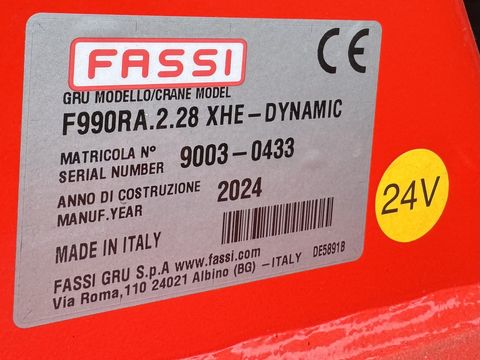 FASSI
CE
GRU MODELLO/CRANE MODEL
F990RA.2.28 XHE-DYNAMIC
MATRICOLA N° 9003-0433
SERIAL NUMBER
ANNO DI COSTRUZIONE 2024
MANUF.YEAR
24V
MADE IN ITALY
FASSI GRU S.p.A www.fassi.com DE5891B
Via Roma,110 24021 Albino (BG) -ITALY